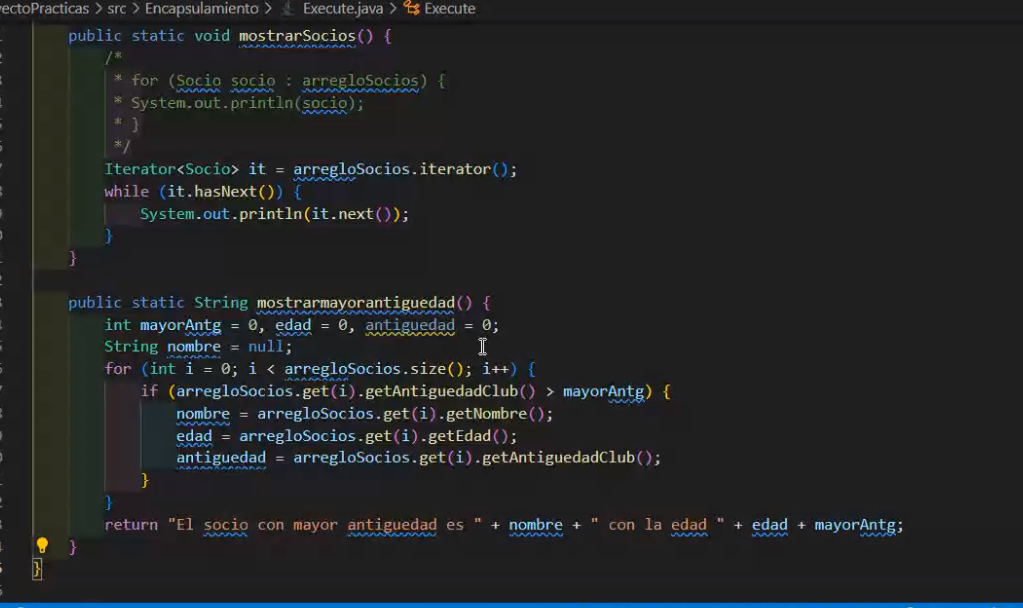 yectoPracticas > src > Encapsulamiento > Execute.java > Execute
public static void mostrarSocios() {
/*
* for (Socio socio : arregloSocios) {
* System.out.println(socio);
* }
*/
Iterator<Socio> it = arregloSocios.iterator();
while (it.hasNext()) {
System.out.println(it.next());
}
}
public static String mostrarmayorantiguedad() {
int mayorAntg = 0, edad = 0, antiguedad = 0;
String nombre = null;
for (int i = 0; i < arregloSocios.size(); i++) {
if (arregloSocios.get(i).getAntiguedadClub() > mayorAntg) {
nombre = arregloSocios.get(i).getNombre();
edad = arregloSocios.get(i).getEdad();
antiguedad = arregloSocios.get(i).getAntiguedadClub();
}
}
return "El socio con mayor antiguedad es " + nombre + " con la edad " + edad + mayorAntg;
}
}